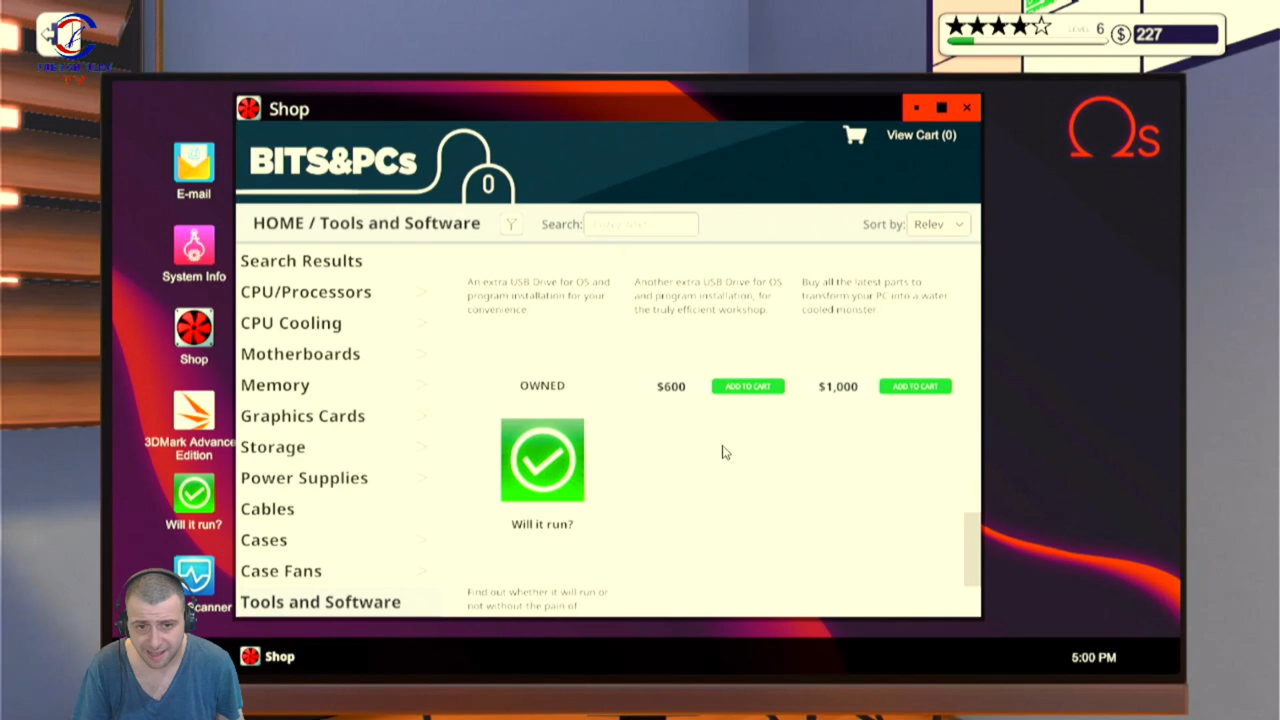 LEVEL 6 $ 227
Shop
BITS&PCs
View Cart (0)
HOME / Tools and Software
Search:
Sort by: Relev
Search Results
CPU/Processors
CPU Cooling
Motherboards
Memory
Graphics Cards
Storage
Power Supplies
Cables
Cases
Case Fans
Tools and Software
An extra USB Drive for OS and
program installation for your
convenience.
OWNED
Another extra USB Drive for OS
and program installation, for
the truly efficient workshop.
$600 ADD TO CART
Buy all the latest parts to
transform your PC into a water
cooled monster.
$1,000 ADD TO CART
Will it run?
Find out whether it will run or
not without the pain of
E-mail
System Info
Shop
3DMark Advance
Edition
Will it run?
Scanner
Ωs
Shop
5:00 PM